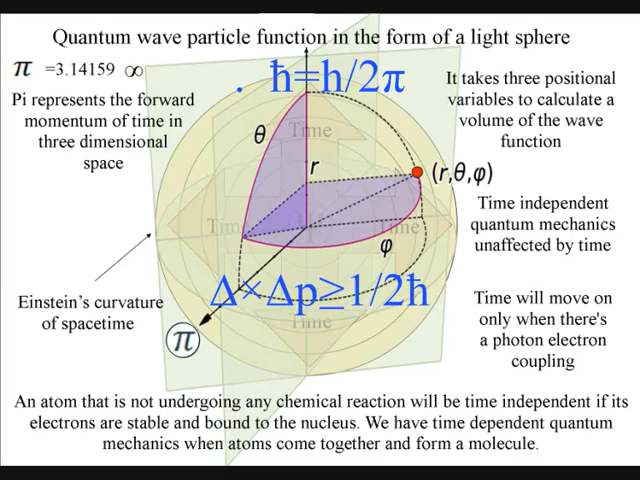 Quantum wave particle function in the form of a light sphere
π =3.14159 ∞
. ħ=h/2π
Pi represents the forward
momentum of time in
three dimensional
space
It takes three positional
variables to calculate a
volume of the wave
function
θ
Time
r
(r,θ,φ)
Time
Time
φ
Time independent
quantum mechanics
unaffected by time
Δ×Δp≥1/2ħ
Time
Einstein's curvature
of spacetime
π
Time will move on
only when there's
a photon electron
coupling
An atom that is not undergoing any chemical reaction will be time independent if its
electrons are stable and bound to the nucleus. We have time dependent quantum
mechanics when atoms come together and form a molecule.